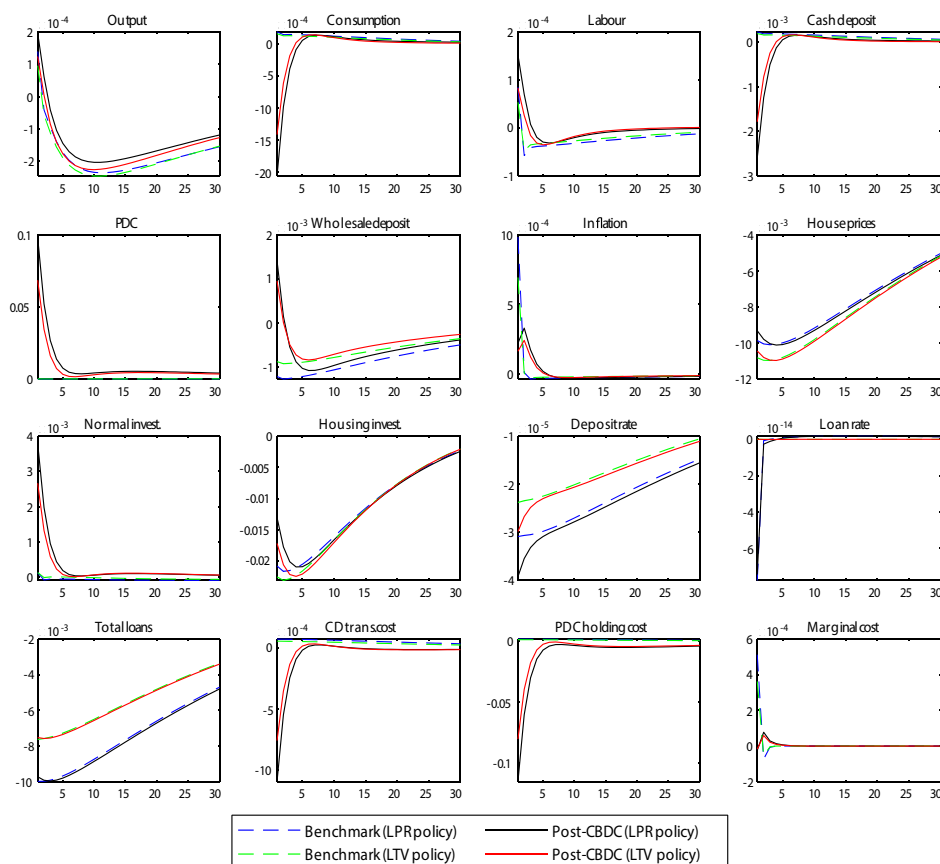 Output
Consumption
Labour
Cash deposit
2 ×10^-4
1
0
-1
-2
5 10 15 20 25 30
×10^-4
0
-5
-10
-15
-20
5 10 15 20 25 30
2 ×10^-4
1
0
-1
5 10 15 20 25 30
×10^-3
0
-1
-2
-3
5 10 15 20 25 30
PDC
Wholesale deposit
Inflation
House prices
0.1
0.05
0
5 10 15 20 25 30
2 ×10^-3
1
0
-1
5 10 15 20 25 30
10 ×10^-4
5
0
5 10 15 20 25 30
-4 ×10^-3
-6
-8
-10
-12
5 10 15 20 25 30
Normal invest.
Housing invest.
Deposit rate
Loan rate
4 ×10^-3
3
2
1
0
5 10 15 20 25 30
0
-0.005
-0.01
-0.015
-0.02
5 10 15 20 25 30
-1 ×10^-5
-2
-3
-4
5 10 15 20 25 30
0 ×10^-14
-2
-4
-6
5 10 15 20 25 30
Total loans
CD trans. cost
PDC holding cost
Marginal cost
-2 ×10^-3
-4
-6
-8
-10
5 10 15 20 25 30
×10^-4
0
-5
-10
5 10 15 20 25 30
0
-0.05
-0.1
5 10 15 20 25 30
6 ×10^-4
4
2
0
-2
5 10 15 20 25 30
Benchmark (LPR policy)
Post-CBDC (LPR policy)
Benchmark (LTV policy)
Post-CBDC (LTV policy)